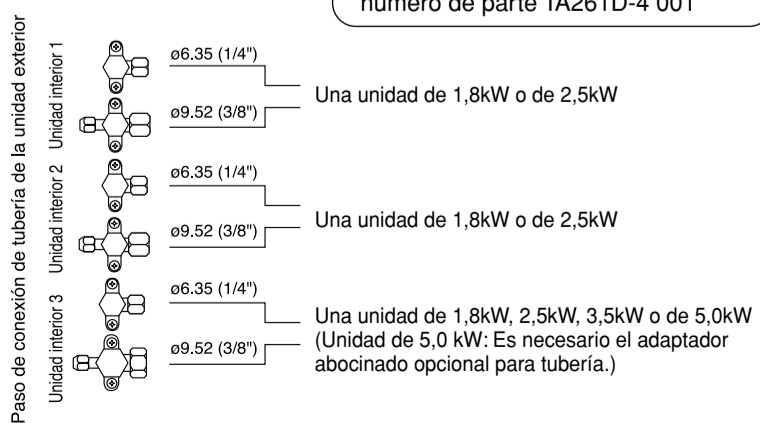 número de parte TA261D-4 001
Paso de conexión de tubería de la unidad exterior
Unidad interior 1
ø6.35 (1/4")
ø9.52 (3/8")
Una unidad de 1,8kW o de 2,5kW
Unidad interior 2
ø6.35 (1/4")
ø9.52 (3/8")
Una unidad de 1,8kW o de 2,5kW
Unidad interior 3
ø6.35 (1/4")
ø9.52 (3/8")
Una unidad de 1,8kW, 2,5kW, 3,5kW o de 5,0kW
(Unidad de 5,0 kW: Es necesario el adaptador
abocinado opcional para tubería.)